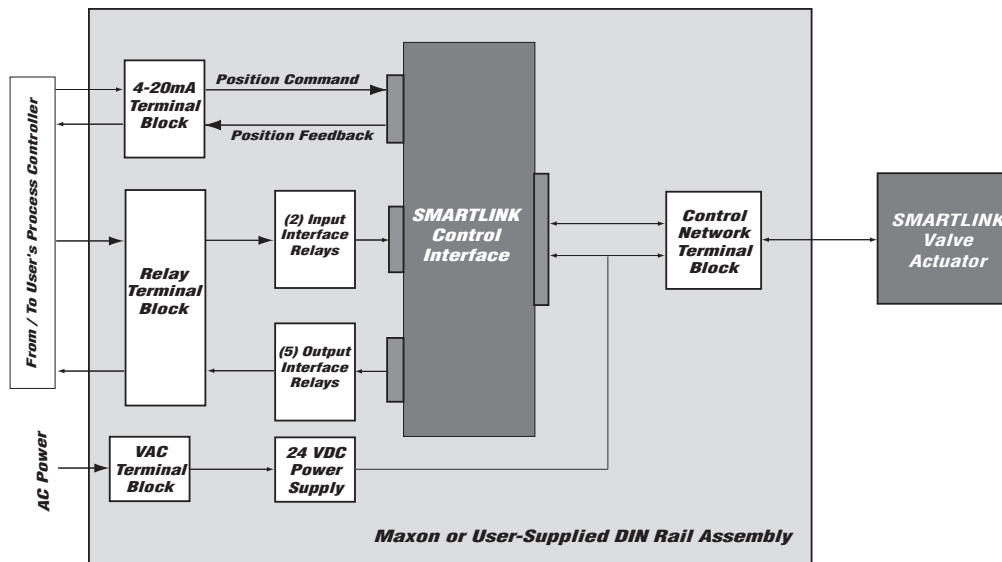 From / To User's Process Controller
4-20mA
Terminal
Block
Position Command
Position Feedback
Relay
Terminal
Block
(2) Input
Interface
Relays
(5) Output
Interface
Relays
SMARTLINK
Control
Interface
Control
Network
Terminal
Block
SMARTLINK
Valve
Actuator
AC Power
VAC
Terminal
Block
24 VDC
Power
Supply
Maxon or User-Supplied DIN Rail Assembly